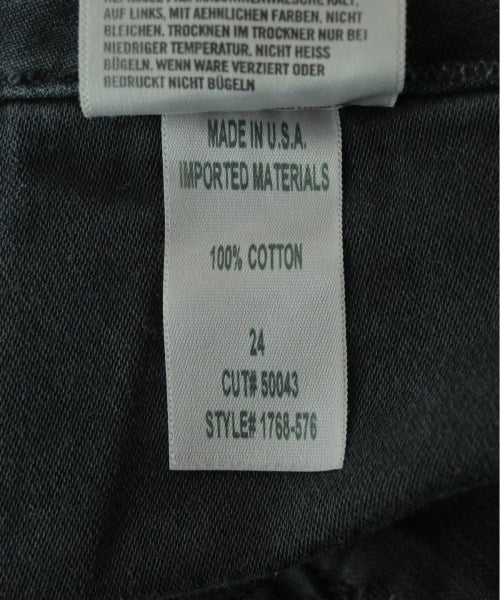 AUF LINKS, MIT AEHNLICHEN FARBEN. NICHT
BLEICHEN. TROCKNEN IM TROCKNER NUR BEI
NIEDRIGER TEMPERATUR. NICHT HEISS
BÜGELN. WENN WARE VERZIERT ODER
BEDRUCKT NICHT BÜGELN
MADE IN U.S.A.
IMPORTED MATERIALS
100% COTTON
24
CUT# 50043
STYLE# 1768-576